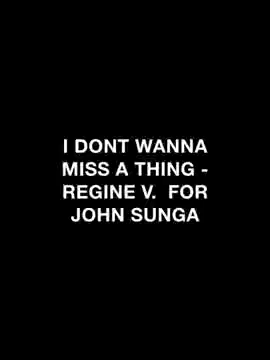 I DONT WANNA
MISS A THING -
REGINE V.  FOR
JOHN SUNGA